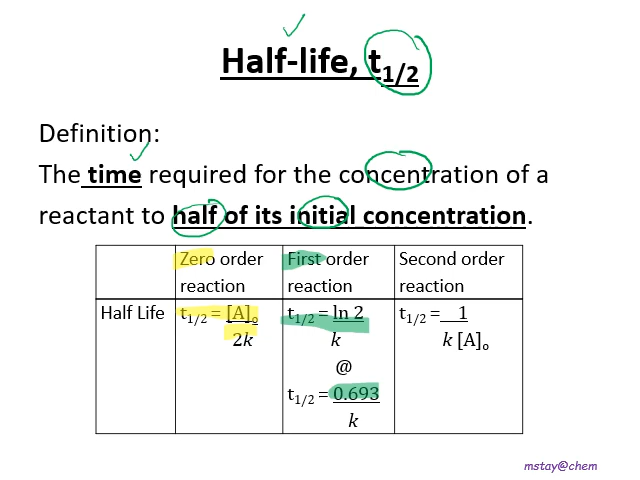 Half-life, t1/2
Definition:
The time required for the concentration of a
reactant to half of its initial concentration.
Zero order reaction
First order reaction
Second order reaction
Half Life
t1/2 = [A]o
2k
t1/2 = ln 2
k
@
t1/2 = 0.693
k
t1/2 = 1
k [A]o
mstay@chem